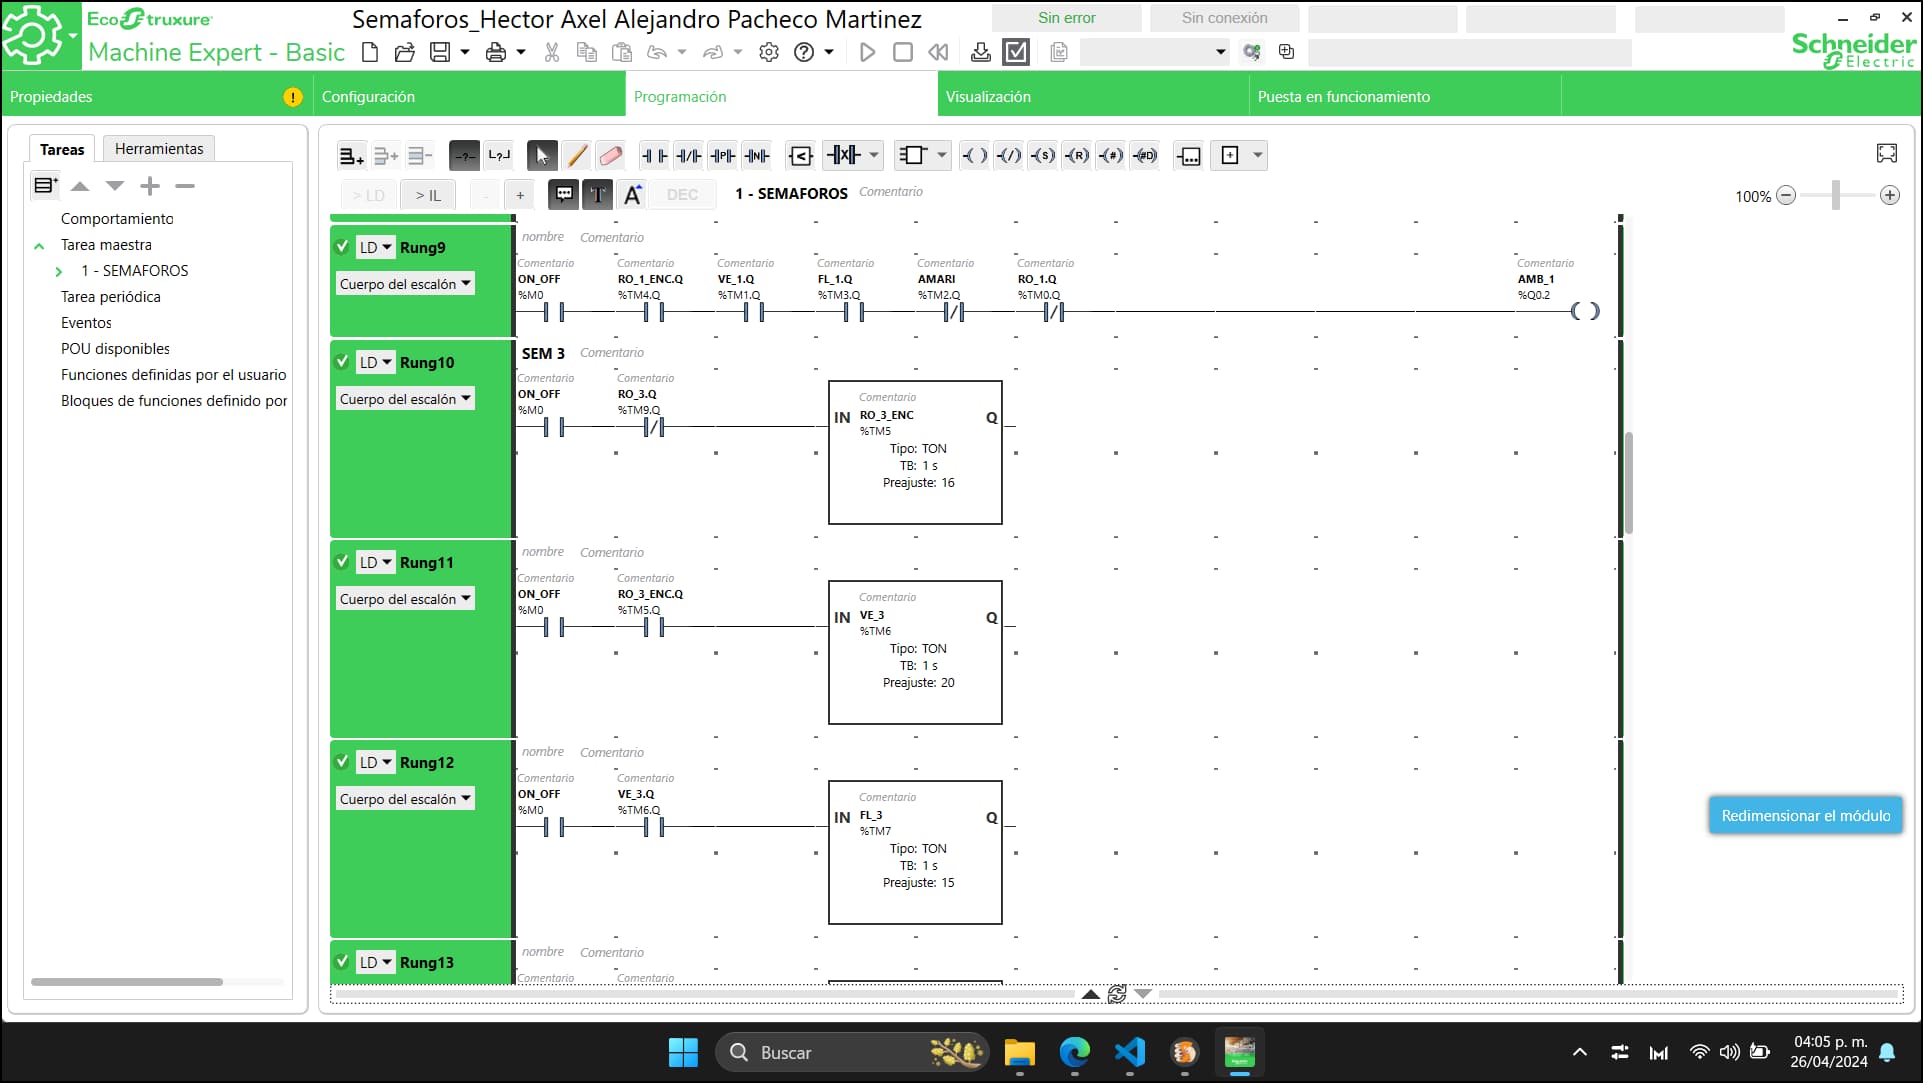 EcoStruxure
Machine Expert - Basic
Semaforos_Hector Axel Alejandro Pacheco Martinez
Sin error
Sin conexión
Schneider
Electric
Propiedades
Configuración
Programación
Visualización
Puesta en funcionamiento
Tareas
Herramientas
Comportamiento
Tarea maestra
1 - SEMAFOROS
Tarea periódica
Eventos
POU disponibles
Funciones definidas por el usuario
Bloques de funciones definido por
> LD
> IL
-
+
T
A
DEC
1 - SEMAFOROS
Comentario
100%
LD
Rung9
Cuerpo del escalón
nombre
Comentario
Comentario Comentario Comentario Comentario Comentario Comentario Comentario
ON_OFF RO_1_ENC.Q VE_1.Q FL_1.Q AMARI RO_1.Q AMB_1
%M0 %TM4.Q %TM1.Q %TM3.Q %TM2.Q %TM0.Q %Q0.2
LD
Rung10
Cuerpo del escalón
SEM 3
Comentario
Comentario Comentario
ON_OFF RO_3.Q
%M0 %TM9.Q
Comentario
IN RO_3_ENC Q
%TM5
Tipo: TON
TB: 1 s
Preajuste: 16
LD
Rung11
Cuerpo del escalón
nombre
Comentario
Comentario Comentario
ON_OFF RO_3_ENC.Q
%M0 %TM5.Q
Comentario
IN VE_3 Q
%TM6
Tipo: TON
TB: 1 s
Preajuste: 20
LD
Rung12
Cuerpo del escalón
nombre
Comentario
Comentario Comentario
ON_OFF VE_3.Q
%M0 %TM6.Q
Comentario
IN FL_3 Q
%TM7
Tipo: TON
TB: 1 s
Preajuste: 15
LD
Rung13
nombre
Comentario
Comentario Comentario
Redimensionar el módulo
Buscar
04:05 p. m.
26/04/2024